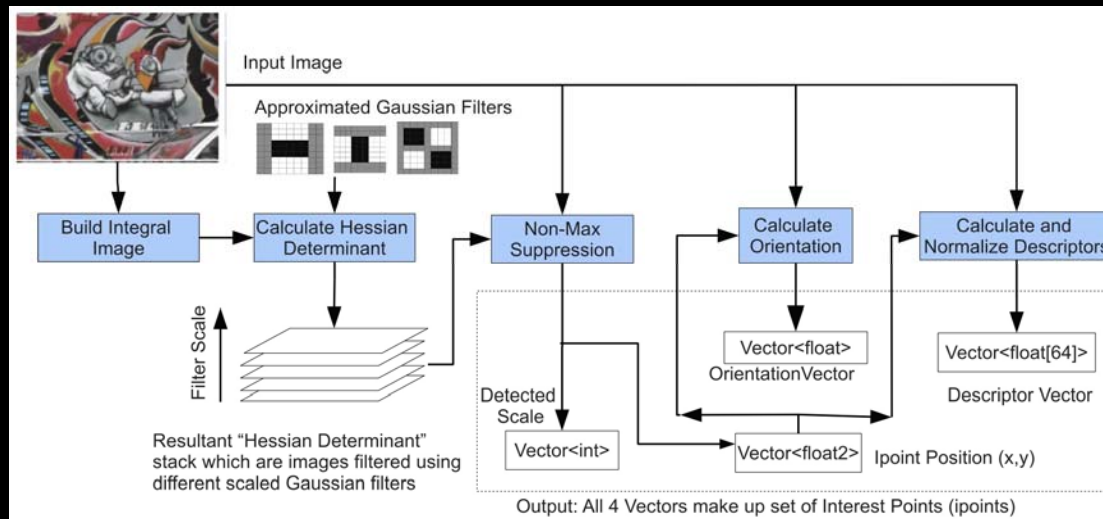 Input Image
Approximated Gaussian Filters
Build Integral
Image
Calculate Hessian
Determinant
Non-Max
Suppression
Calculate
Orientation
Calculate and
Normalize Descriptors
Filter Scale
Resultant “Hessian Determinant”
stack which are images filtered using
different scaled Gaussian filters
Detected
Scale
Vector<int>
Vector<float>
OrientationVector
Vector<float2>
Ipoint Position (x,y)
Vector<float[64]>
Descriptor Vector
Output: All 4 Vectors make up set of Interest Points (ipoints)